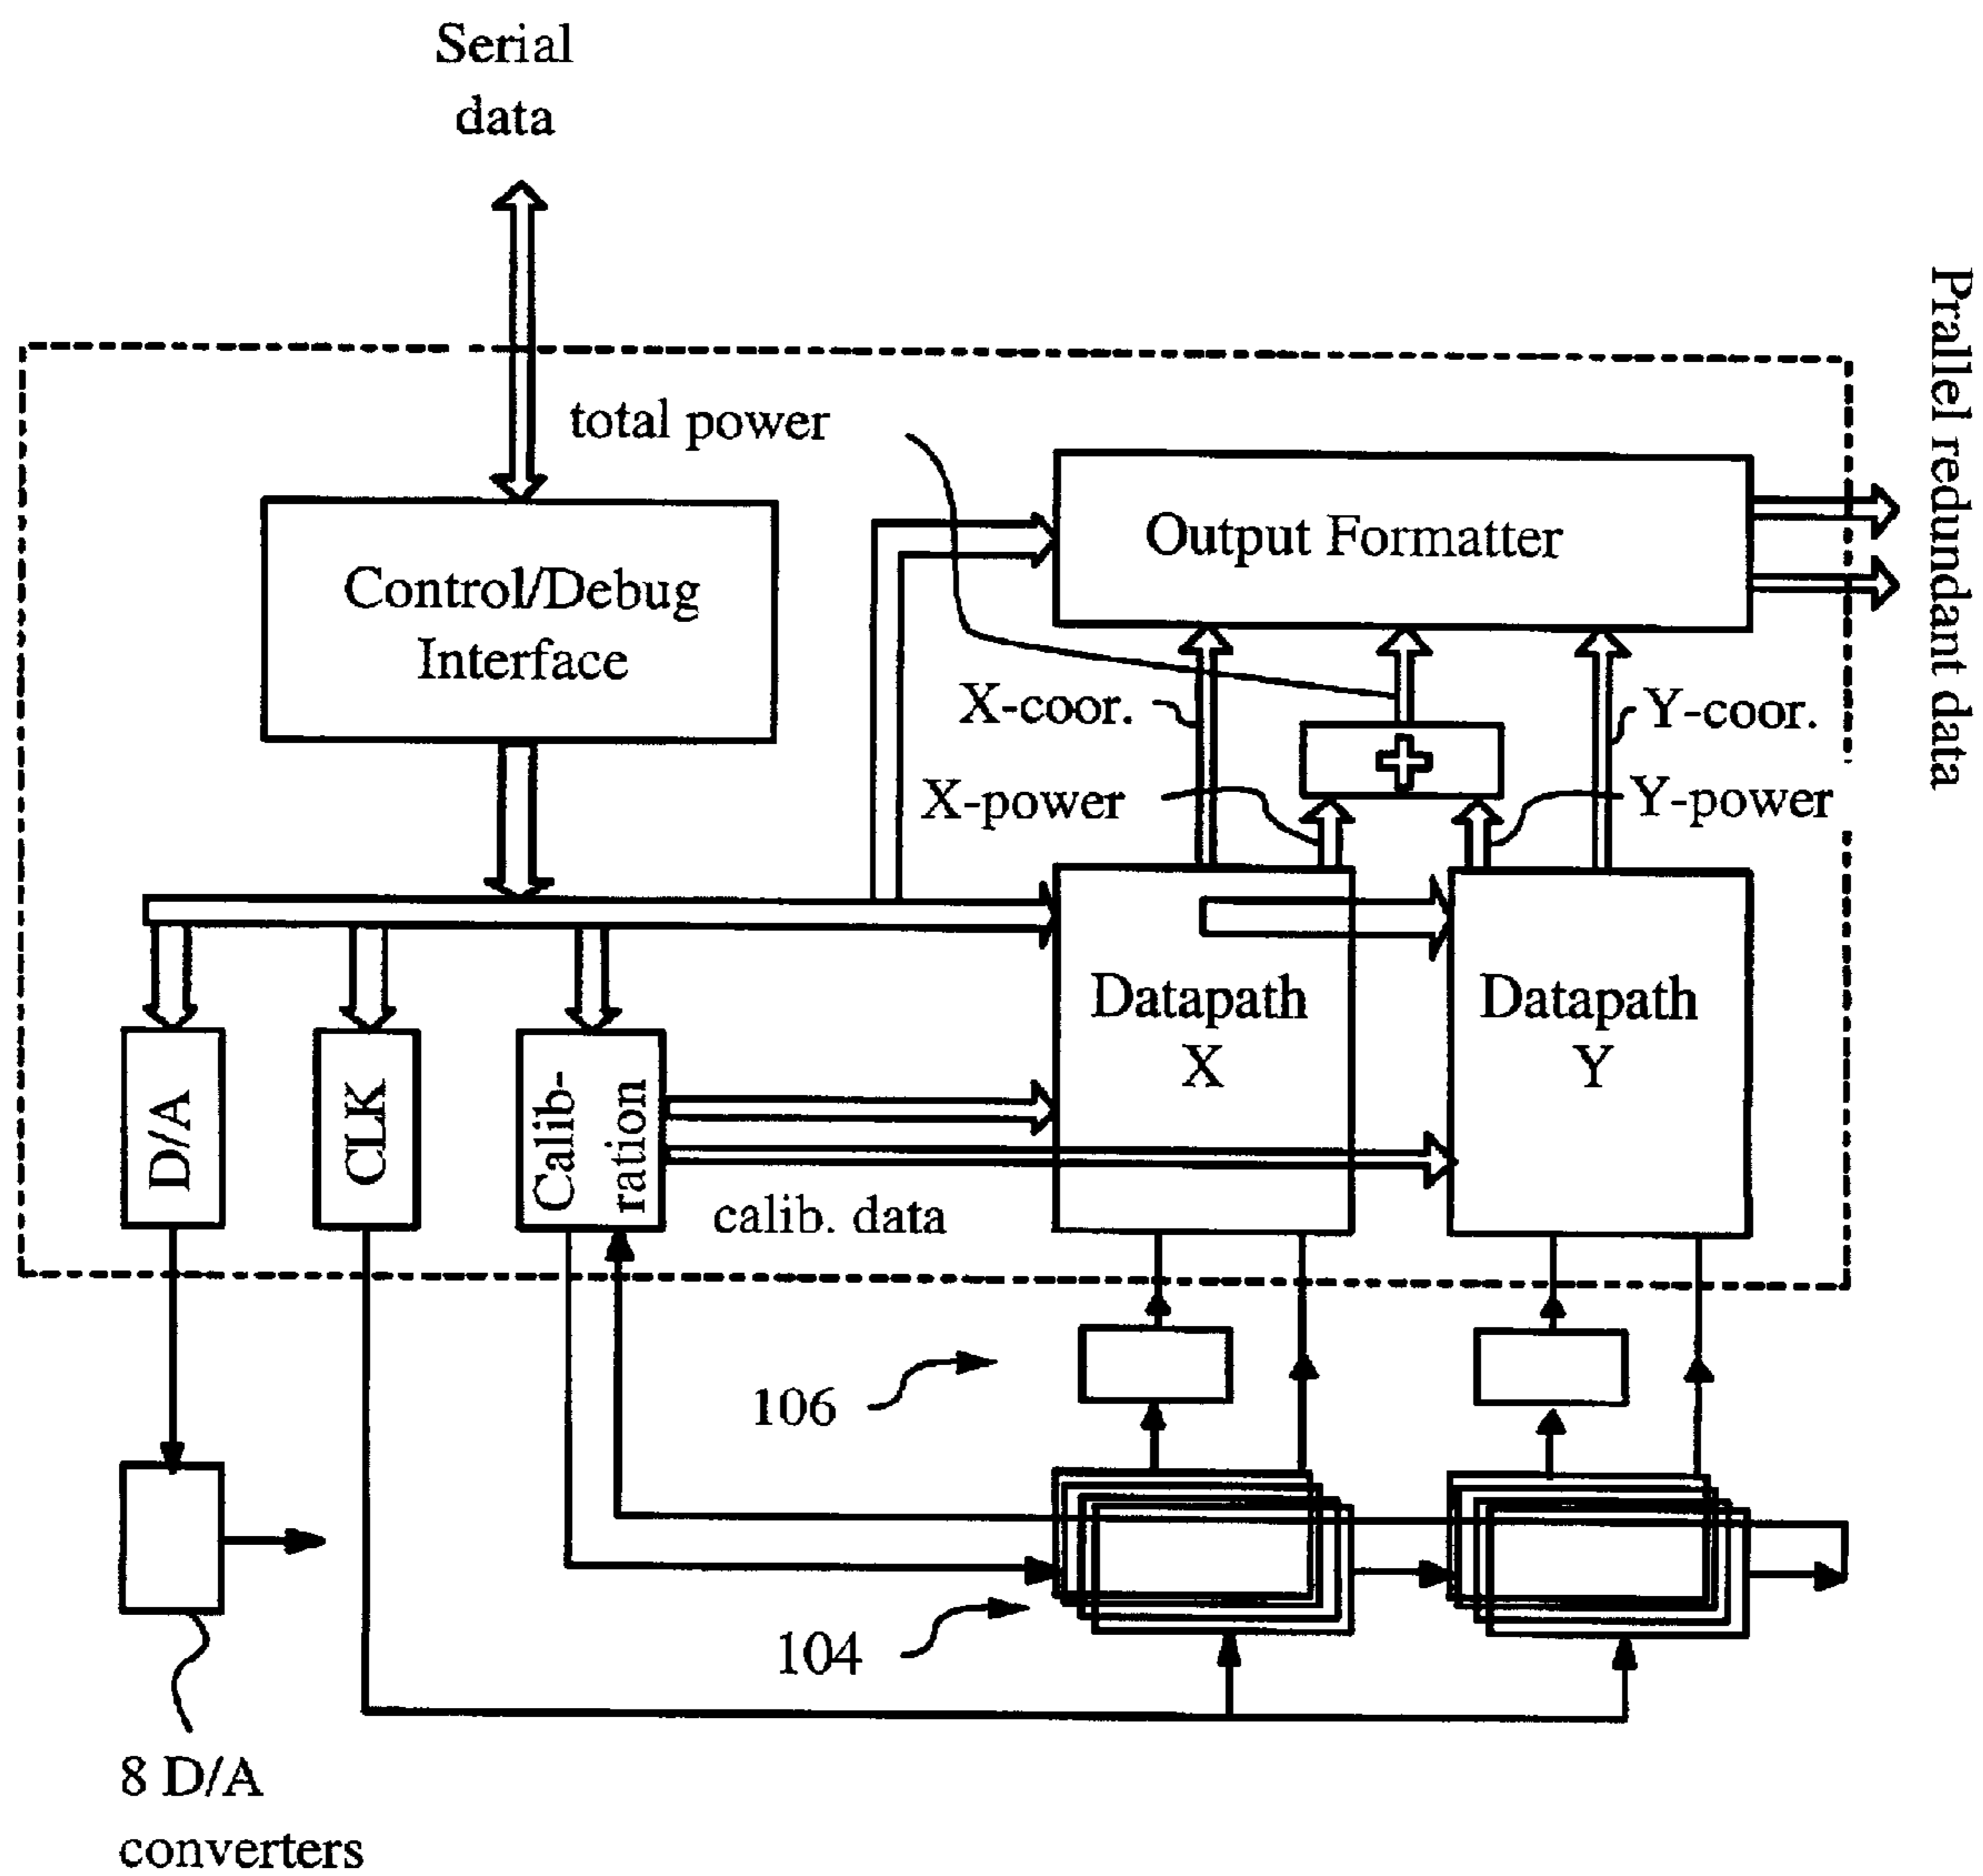 Serial
data
total power
Prallel redundant data
Output Formatter
Control/Debug
Interface
X-coor.
Y-coor.
X-power
Y-power
Datapath
X
Datapath
Y
D/A
CLK
Calib-
ration
calib. data
106
104
8 D/A
converters